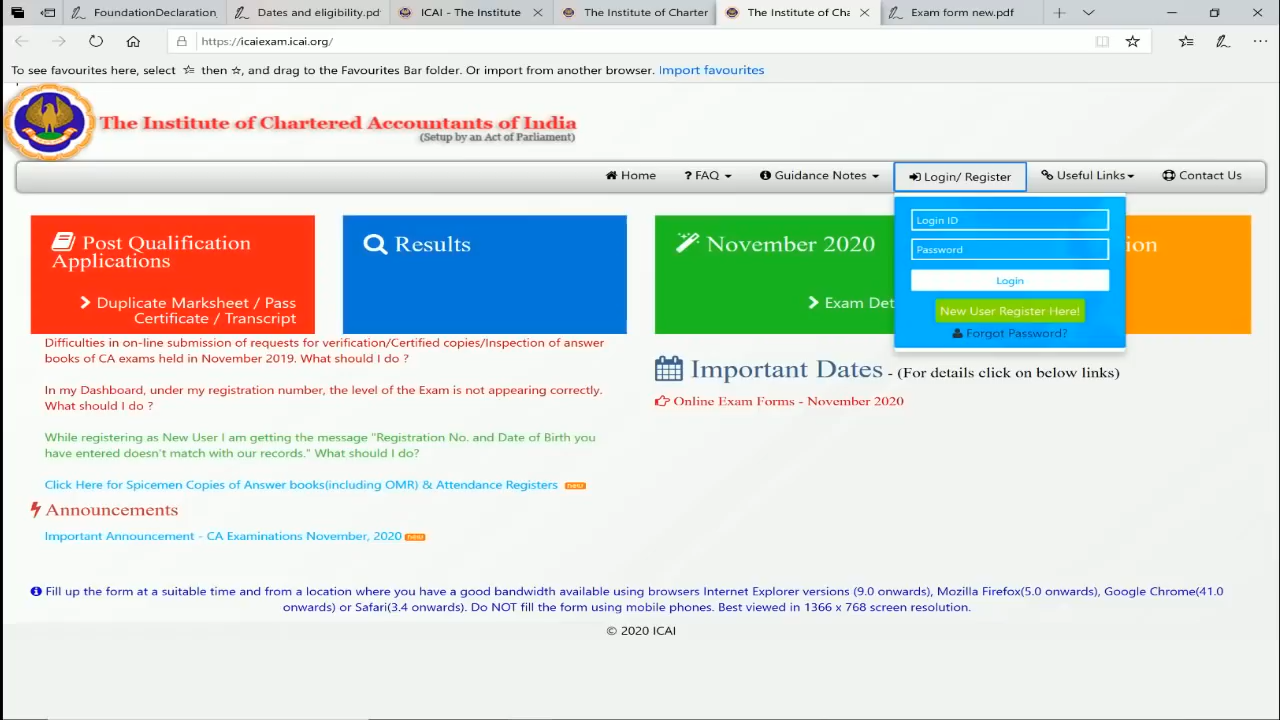 FoundationDeclaration
Dates and eligibility.pd
ICAI - The Institute
The Institute of Charter
The Institute of Cha
Exam form new.pdf
https://icaiexam.icai.org/
To see favourites here, select then, and drag to the Favourites Bar folder. Or import from another browser. Import favourites
The Institute of Chartered Accountants of India
(Setup by an Act of Parliament)
Home
? FAQ
Guidance Notes
Login/ Register
Useful Links
Contact Us
Login ID
Password
Login
New User Register Here!
Forgot Password?
Post Qualification
Applications
Duplicate Marksheet / Pass
Certificate / Transcript
Results
November 2020
Exam Det
ion
Difficulties in on-line submission of requests for verification/Certified copies/Inspection of answer
books of CA exams held in November 2019. What should I do ?
In my Dashboard, under my registration number, the level of the Exam is not appearing correctly.
What should I do ?
While registering as New User I am getting the message "Registration No. and Date of Birth you
have entered doesn't match with our records." What should I do?
Click Here for Spicemen Copies of Answer books(including OMR) & Attendance Registers new
Announcements
Important Announcement - CA Examinations November, 2020 new
Important Dates - (For details click on below links)
Online Exam Forms - November 2020
Fill up the form at a suitable time and from a location where you have a good bandwidth available using browsers Internet Explorer versions (9.0 onwards), Mozilla Firefox(5.0 onwards), Google Chrome(41.0
onwards) or Safari(3.4 onwards). Do NOT fill the form using mobile phones. Best viewed in 1366 x 768 screen resolution.
© 2020 ICAI